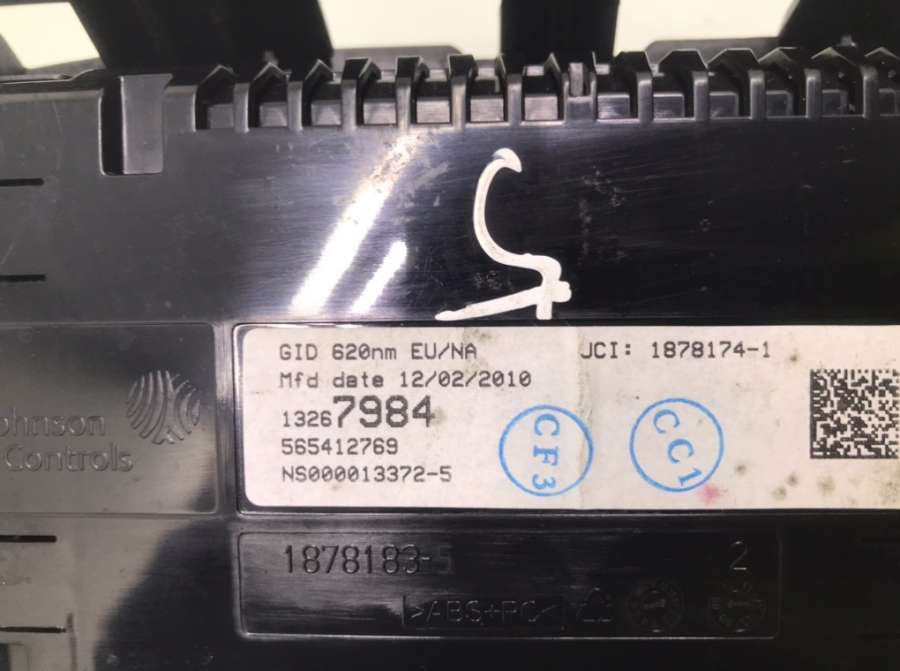 GID 620nm EU/NA JCI: 1878174-1
Mfd date 12/02/2010
13267984
565412769
NS000013372-5
CF3
CC1
Johnson
Controls
1878183-5
2
>ABS+PC<